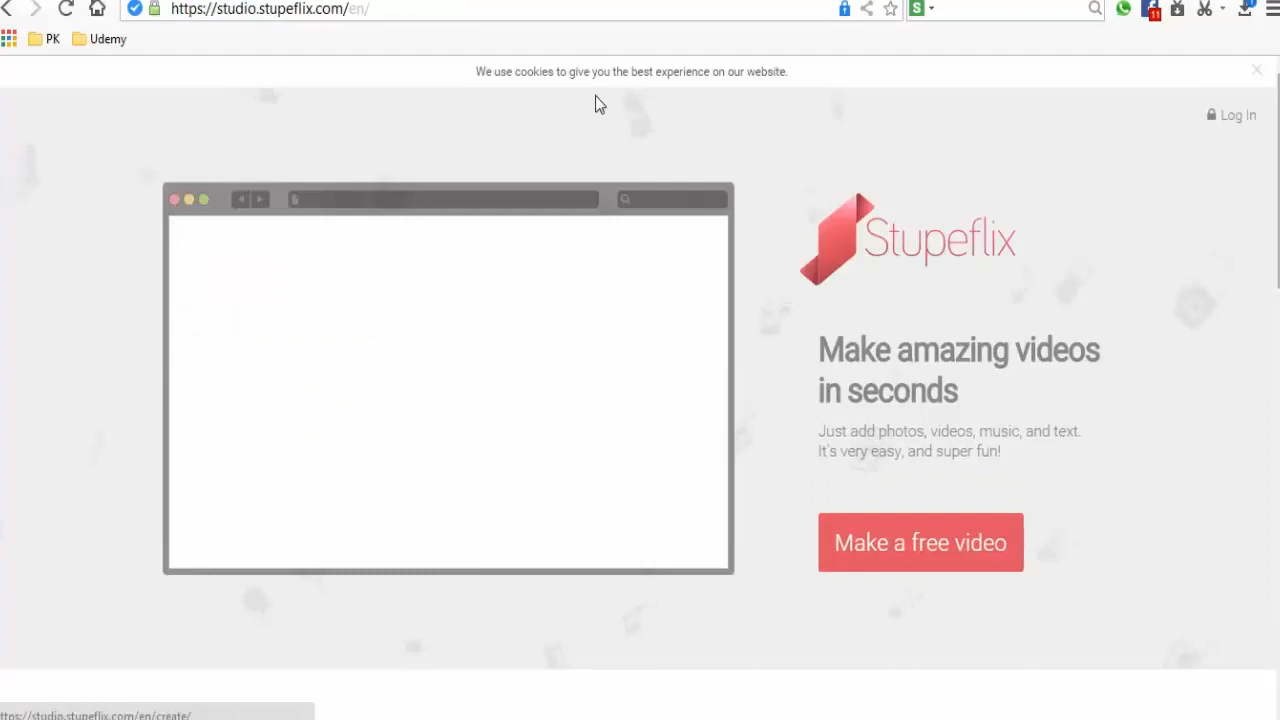 https://studio.stupeflix.com/en/
S
11
PK
Udemy
We use cookies to give you the best experience on our website.
Log In
Stupeflix
Make amazing videos
in seconds
Just add photos, videos, music, and text.
It's very easy, and super fun!
Make a free video
ttps://studio.stupeflix.com/en/create/